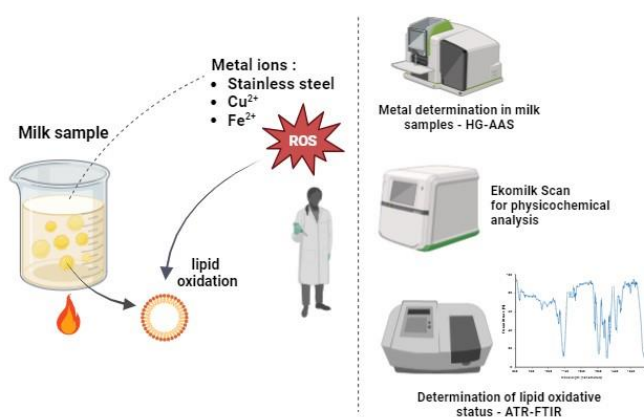 Metal ions :
• Stainless steel
• Cu²⁺
• Fe²⁺
Milk sample
ROS
lipid
oxidation
Metal determination in milk
samples - HG-AAS
Ekomilk Scan
for physicochemical
analysis
Determination of lipid oxidative
status - ATR-FTIR